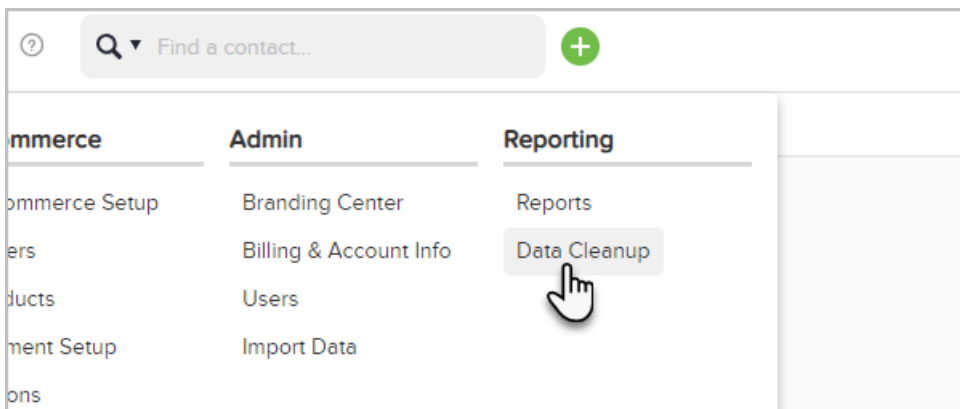 ? Find a contact...
mmerce Admin Reporting
ommerce Setup Branding Center Reports
ers Billing & Account Info Data Cleanup
ducts Users
ment Setup Import Data
ons